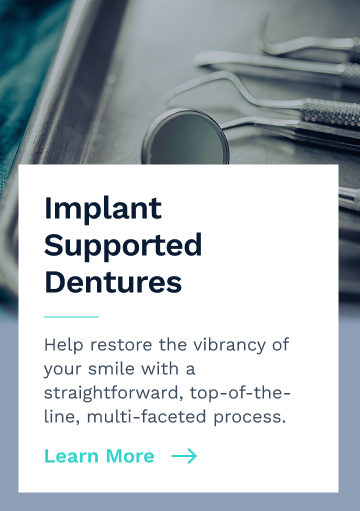 Implant
Supported
Dentures
Help restore the vibrancy of
your smile with a
straightforward, top-of-the-
line, multi-faceted process.
Learn More →